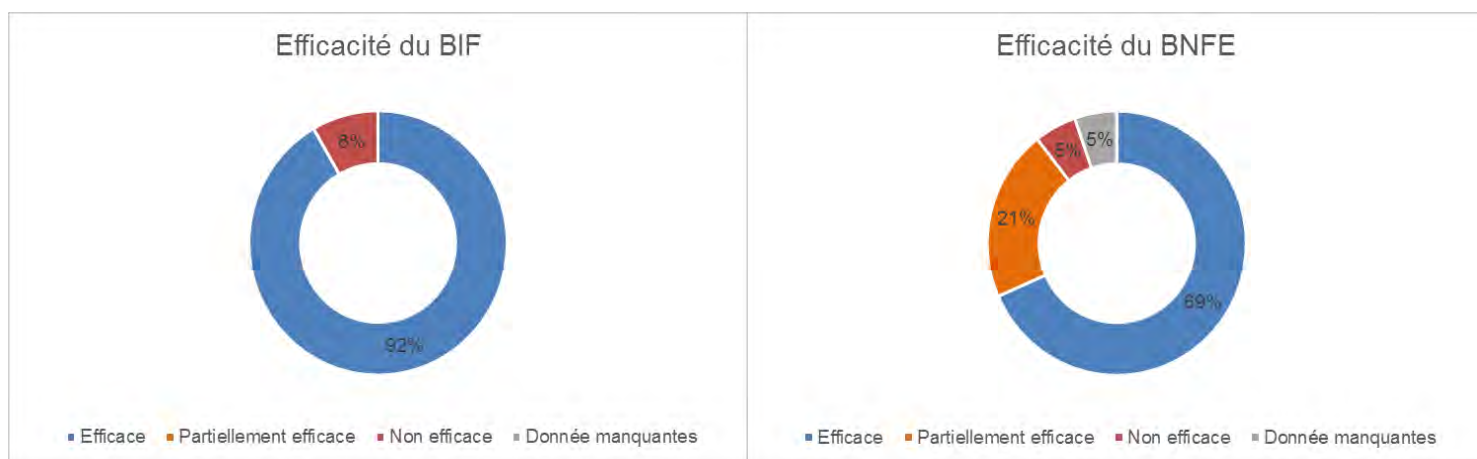 Efficacité du BIF
8%
92%
Efficace Partiellement efficace Non efficace Donnée manquantes
Efficacité du BNFE
5%
5%
21%
69%
Efficace Partiellement efficace Non efficace Donnée manquantes